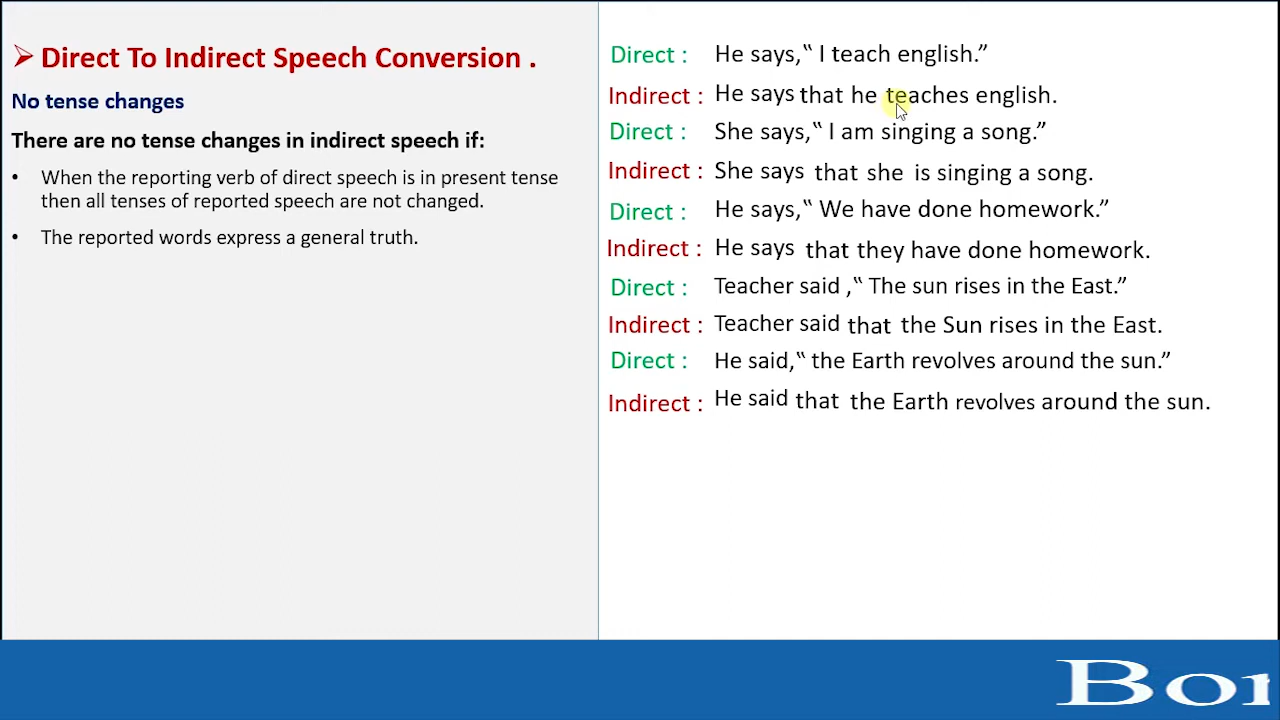 ➢ Direct To Indirect Speech Conversion .
No tense changes
There are no tense changes in indirect speech if:
• When the reporting verb of direct speech is in present tense
then all tenses of reported speech are not changed.
• The reported words express a general truth.
Direct : He says,‟ I teach english.”
Indirect : He says that he teaches english.
Direct : She says,‟ I am singing a song.”
Indirect : She says that she is singing a song.
Direct : He says,‟ We have done homework.”
Indirect : He says that they have done homework.
Direct : Teacher said ,‟ The sun rises in the East.”
Indirect : Teacher said that the Sun rises in the East.
Direct : He said,‟ the Earth revolves around the sun.”
Indirect : He said that the Earth revolves around the sun.